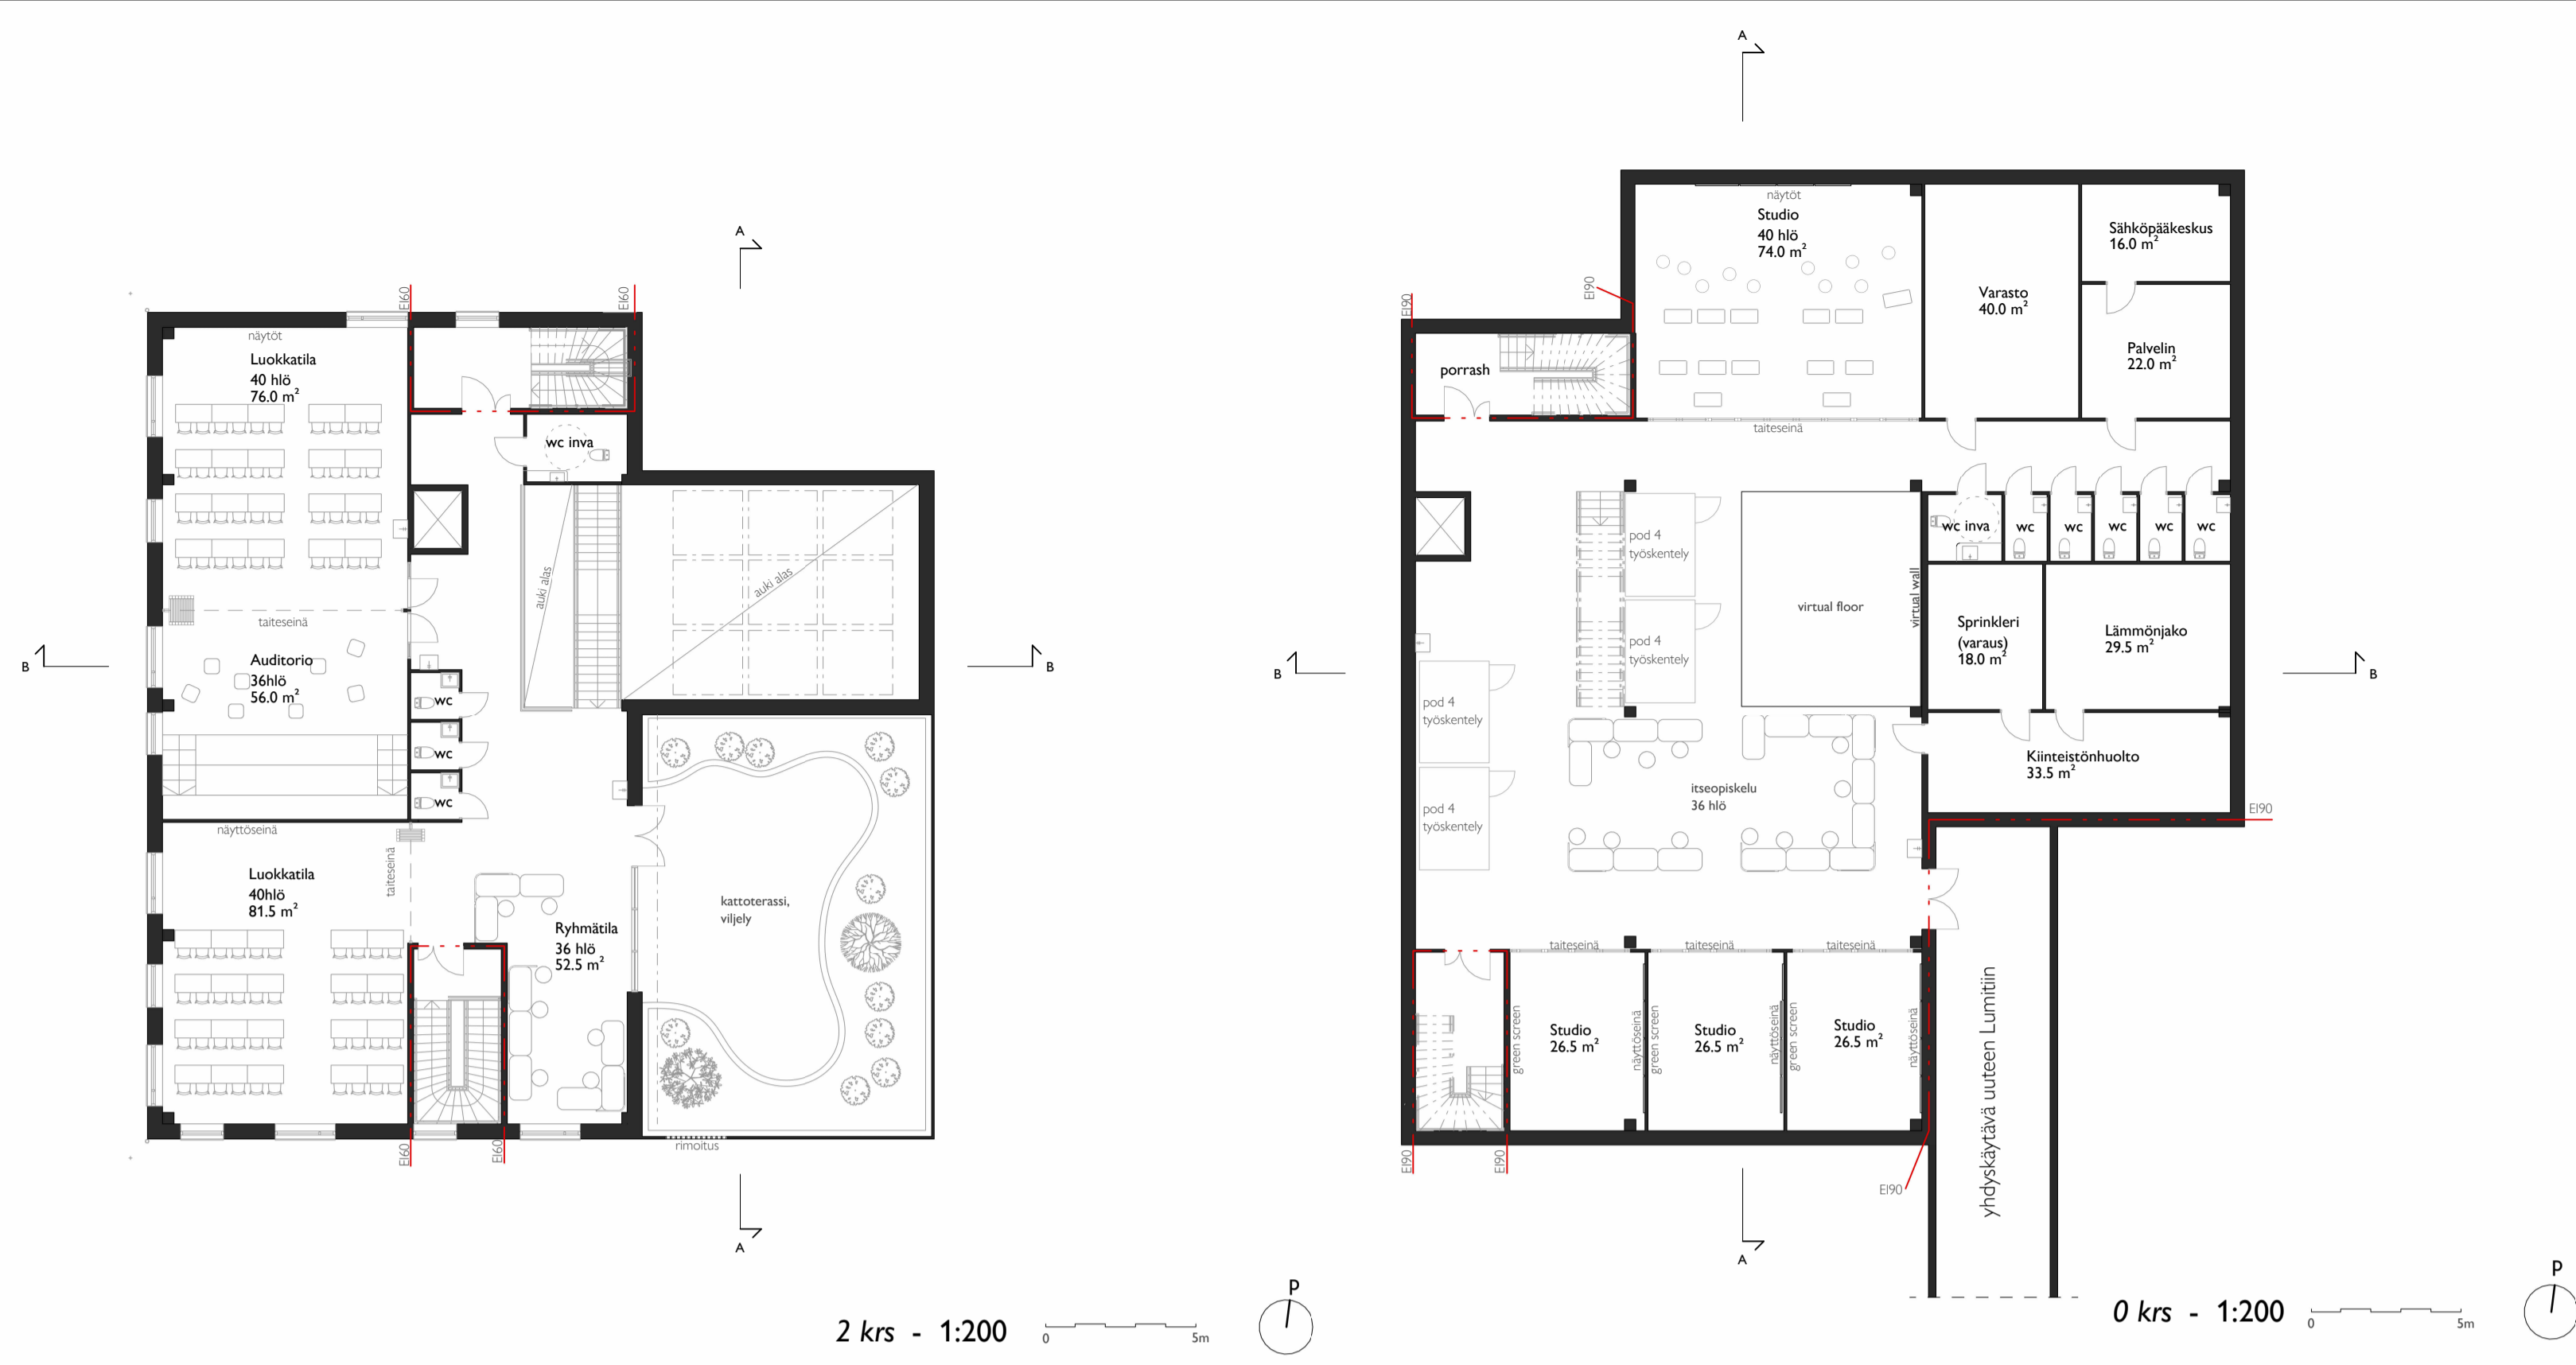 A
EI60
EI60
näytöt
Luokkatila
40 hlö
76.0 m²
wc inva
auki alas
auki alas
taiteseinä
B
B
Auditorio
36hlö
56.0 m²
wc
wc
wc
näyttöseinä
taiteseinä
Luokkatila
40hlö
81.5 m²
Ryhmätila
36 hlö
52.5 m²
kattoterassi,
viljely
EI60
EI60
rimoitus
A
2 krs - 1:200
0
5m
P
A
EI90
EI90
näytöt
Studio
40 hlö
74.0 m²
Varasto
40.0 m²
Sähköpääkeskus
16.0 m²
Palvelin
22.0 m²
porrash
taiteseinä
pod 4
työskentely
pod 4
työskentely
virtual floor
virtual wall
wc inva
wc
wc
wc
wc
wc
Sprinkleri
(varaus)
18.0 m²
Lämmönjako
29.5 m²
B
B
pod 4
työskentely
pod 4
työskentely
itseopiskelu
36 hlö
Kiinteistönhuolto
33.5 m²
EI90
taiteseinä
taiteseinä
taiteseinä
green screen
Studio
26.5 m²
näyttöseinä
green screen
Studio
26.5 m²
näyttöseinä
green screen
Studio
26.5 m²
näyttöseinä
yhdyskäytävä uuteen Lumitiin
EI90
EI90
EI90
A
0 krs - 1:200
0
5m
P